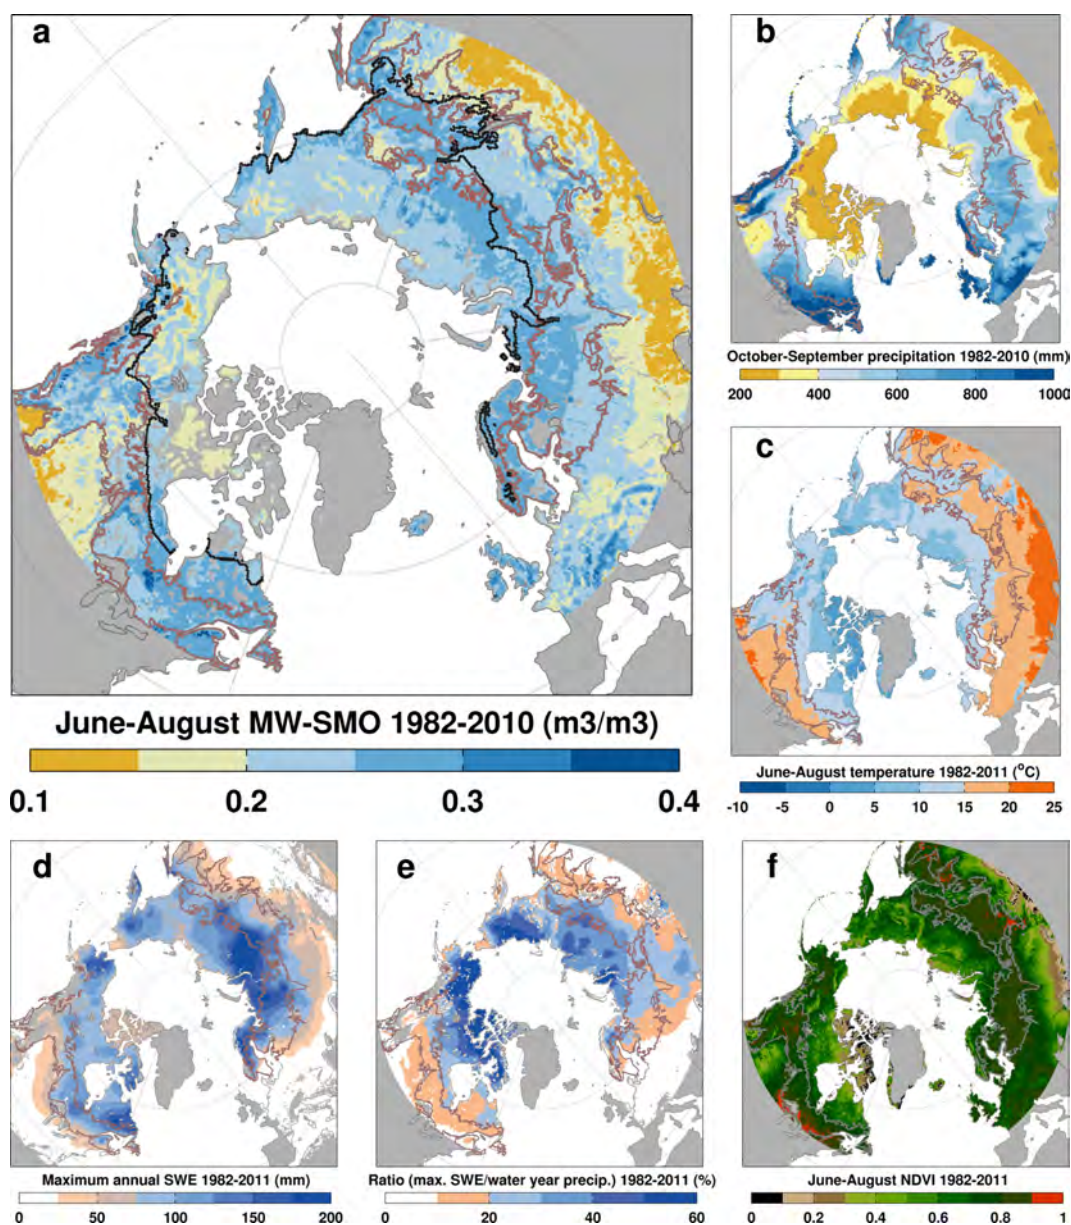 a
June-August MW-SMO 1982-2010 (m3/m3)
0.1 0.2 0.3 0.4
b
October-September precipitation 1982-2010 (mm)
200 400 600 800 1000
c
June-August temperature 1982-2011 (°C)
-10 -5 0 5 10 15 20 25
d
Maximum annual SWE 1982-2011 (mm)
0 50 100 150 200
e
Ratio (max. SWE/water year precip.) 1982-2011 (%)
0 20 40 60
f
June-August NDVI 1982-2011
0 0.2 0.4 0.6 0.8 1